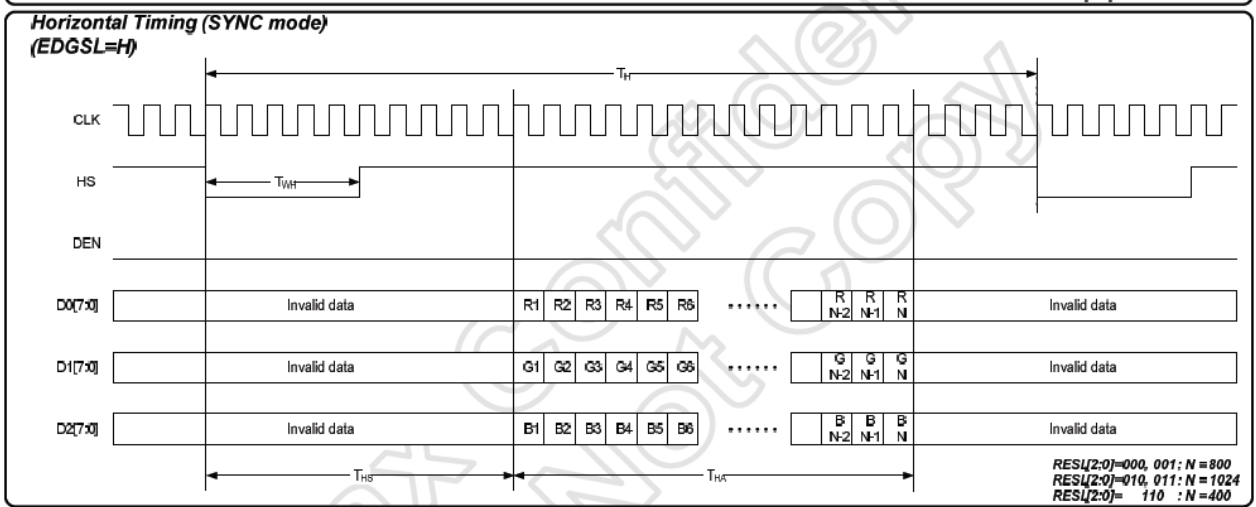 Horizontal Timing (SYNC mode)
(EDGSL=H)
TH
CLK
HS
TWH
DEN
D0[7:0] Invalid data R1 R2 R3 R4 R5 R6 ...... R N-2 R N-1 R N Invalid data
D1[7:0] Invalid data G1 G2 G3 G4 G5 G6 ...... G N-2 G N-1 G N Invalid data
D2[7:0] Invalid data B1 B2 B3 B4 B5 B6 ...... B N-2 B N-1 B N Invalid data
THS THA
RESL[2:0]=000, 001: N = 800
RESL[2:0]=010, 011: N = 1024
RESL[2:0]= 110 : N = 400
Not Copy